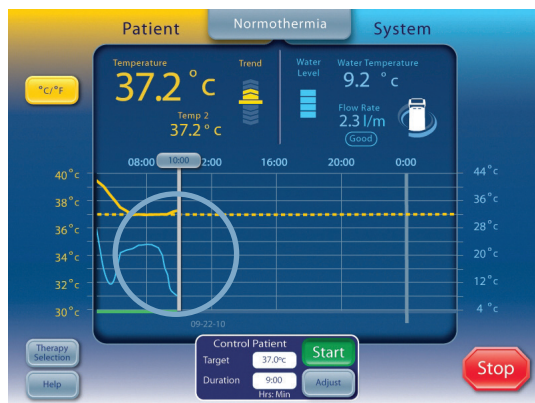 Patient
Normothermia
System
°C/°F
Temperature
37.2 °c
Trend
Temp 2
37.2 °c
Water Level
Water Temperature
9.2 °c
Flow Rate
2.3 l/m
Good
08:00 10:00 2:00 16:00 20:00 0:00
40°c
38°c
36°c
34°c
32°c
30°c
44°c
36°c
28°c
20°c
12°c
4°c
09-22-10
Therapy Selection
Help
Control Patient
Target 37.0ºc
Duration 9:00
Hrs: Min
Start
Adjust
Stop